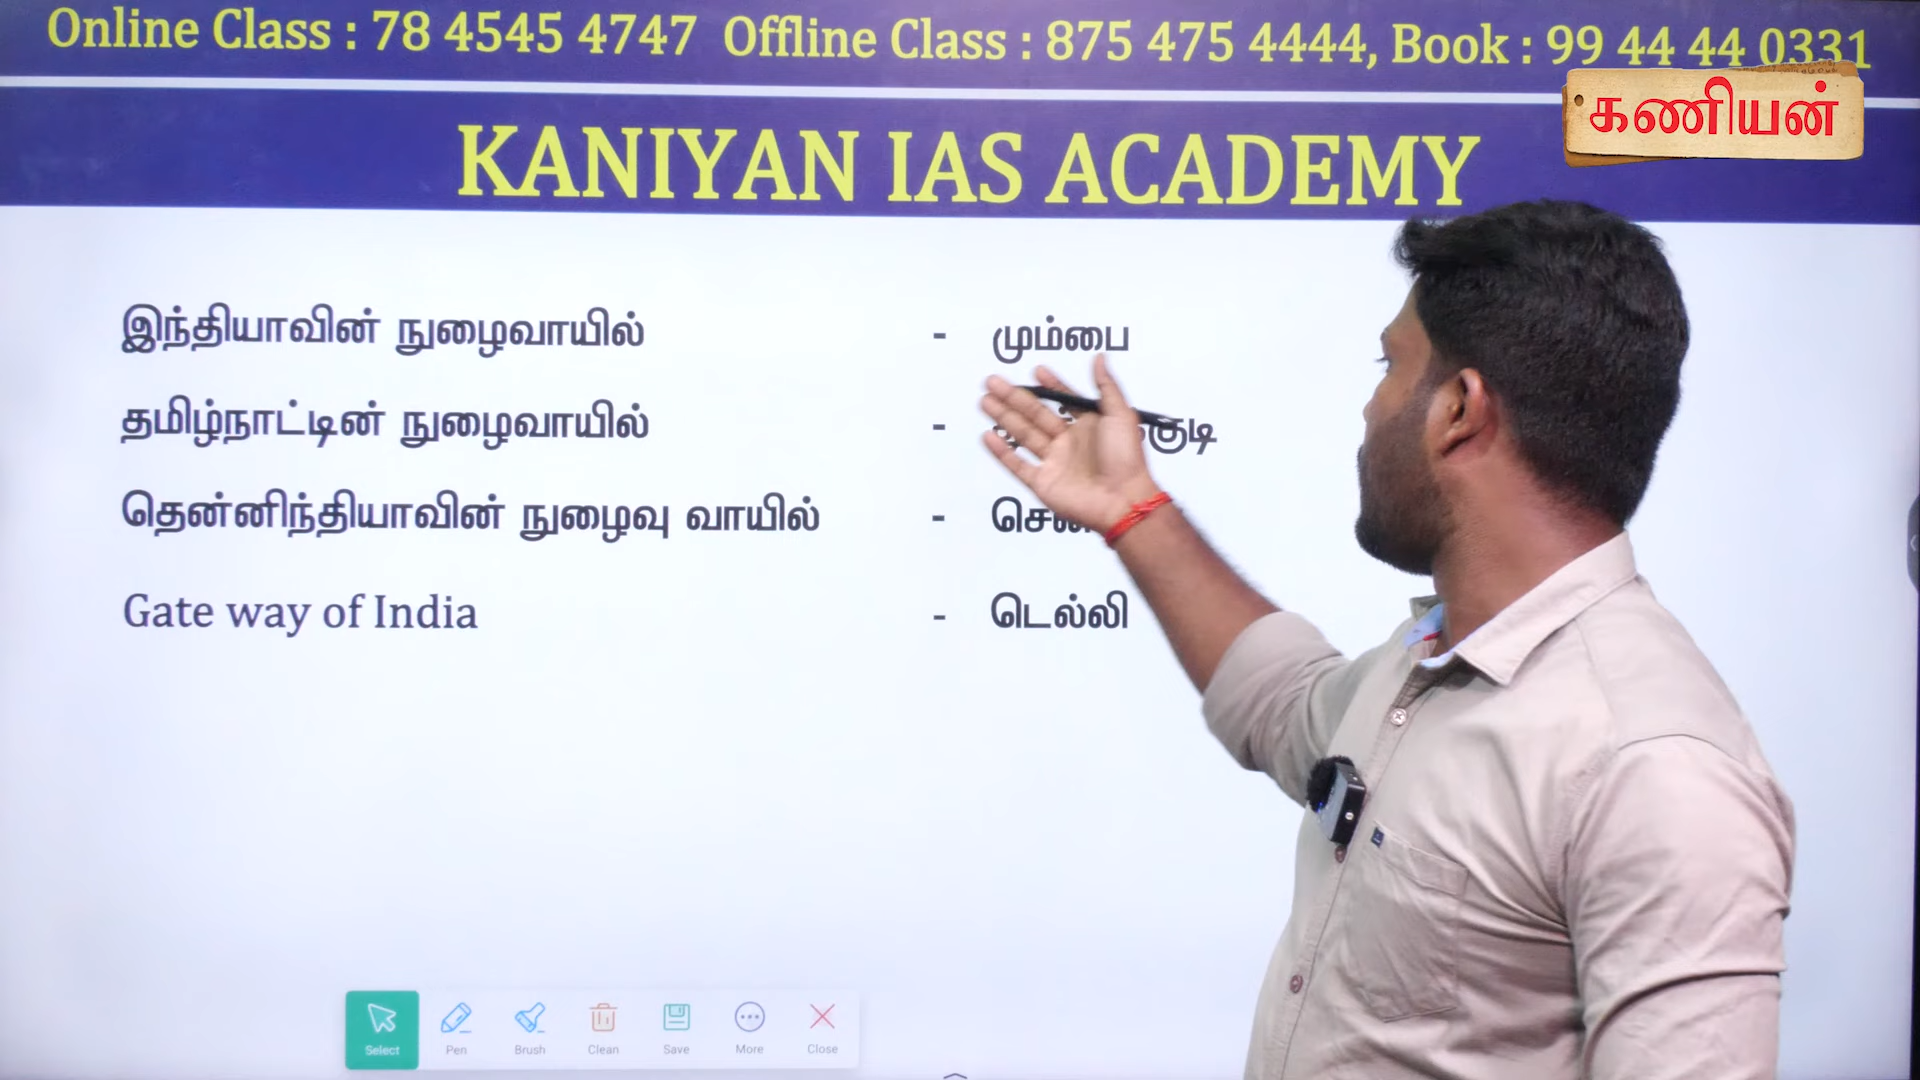 Online Class : 78 4545 4747 Offline Class : 875 475 4444, Book : 99 44 44 0331
கணியன்
KANIYAN IAS ACADEMY
இந்தியாவின் நுழைவாயில் - மும்பை
தமிழ்நாட்டின் நுழைவாயில் -
தென்னிந்தியாவின் நுழைவு வாயில் -
Gate way of India - டெல்லி
Select Pen Brush Clean Save More Close